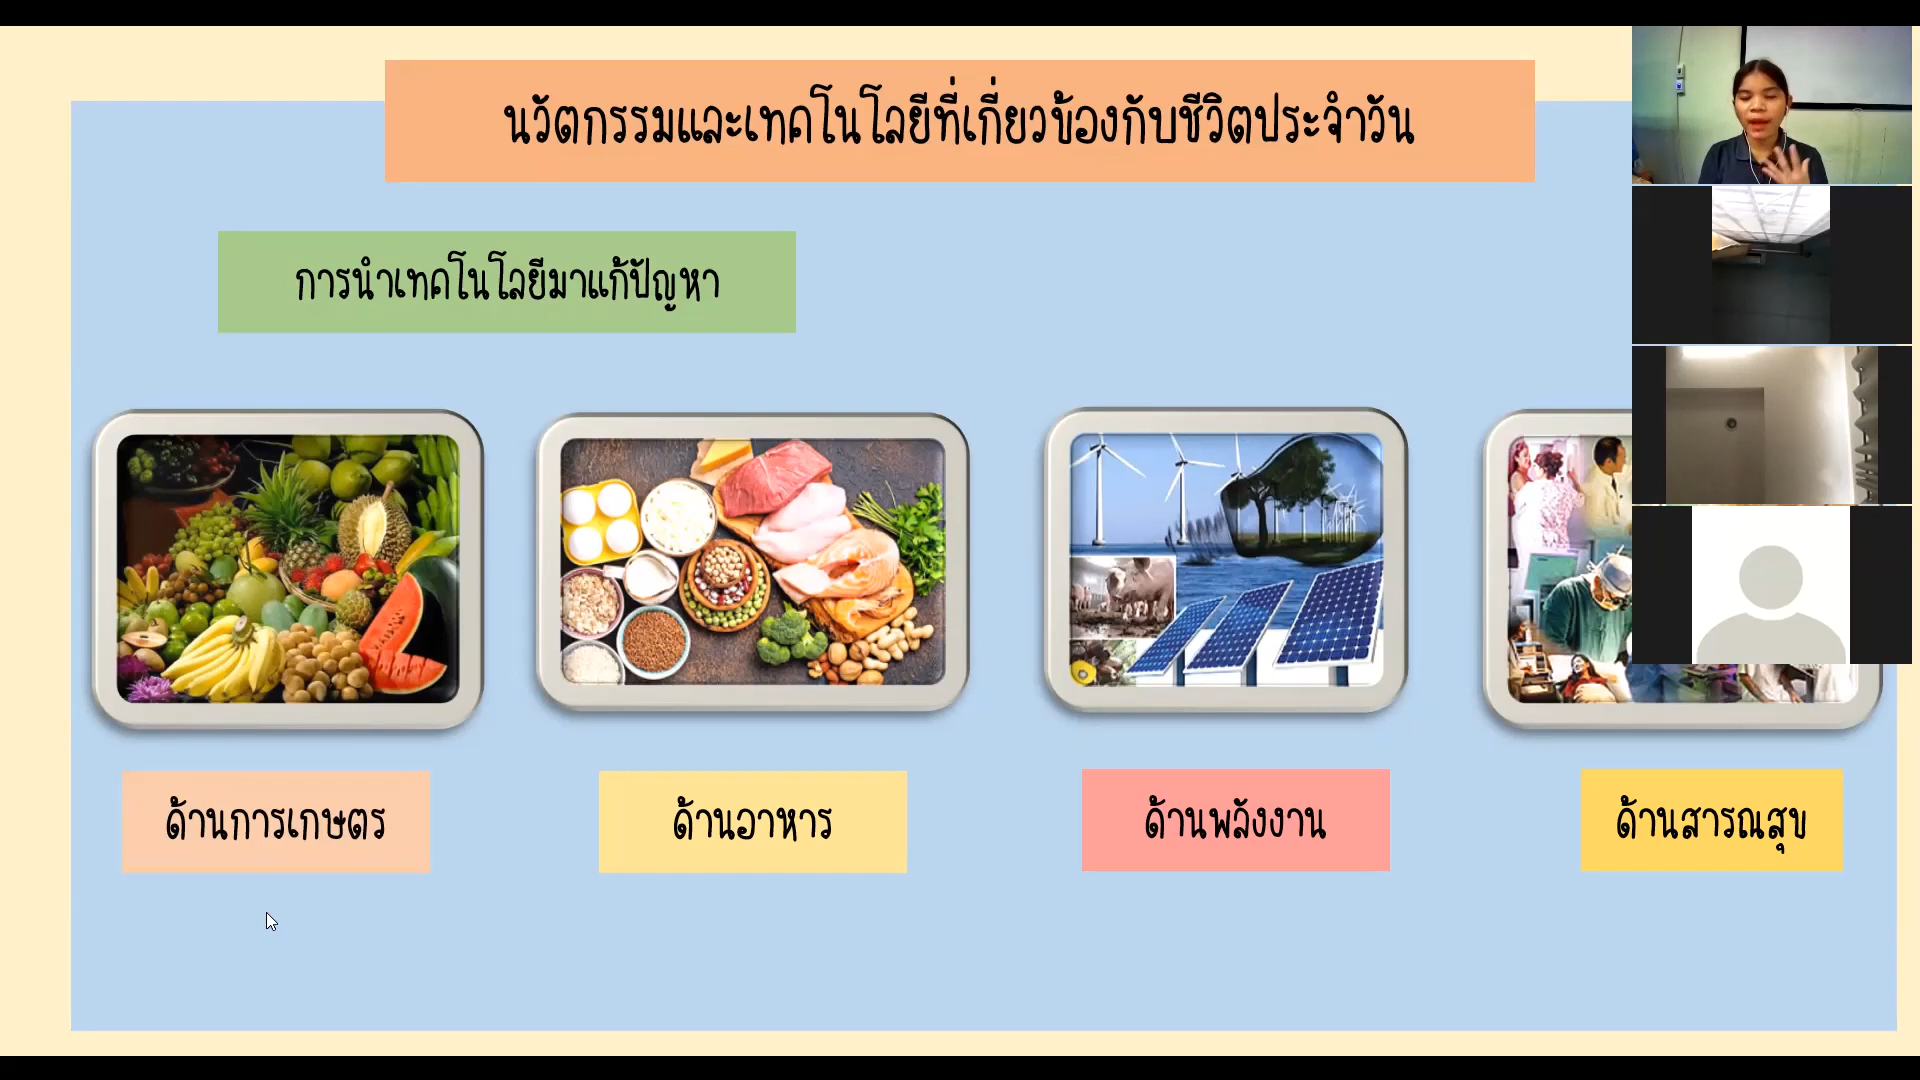 นวัตกรรมและเทคโนโลยีที่เกี่ยวข้องกับชีวิตประจำวัน
การนำเทคโนโลยีมาแก้ปัญหา
ด้านการเกษตร
ด้านอาหาร
ด้านพลังงาน
ด้านสารณสุข